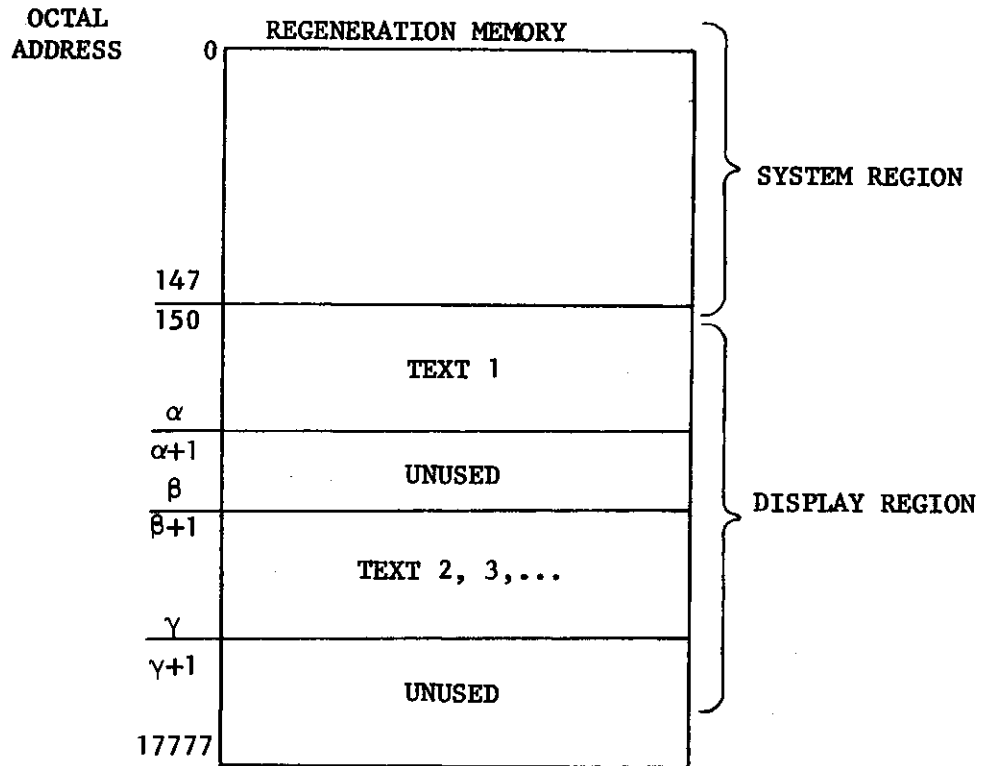 OCTAL
ADDRESS
REGENERATION MEMORY
0
SYSTEM REGION
147
150
TEXT 1
α
α+1
UNUSED
β
β+1
DISPLAY REGION
TEXT 2, 3,...
γ
γ+1
UNUSED
17777